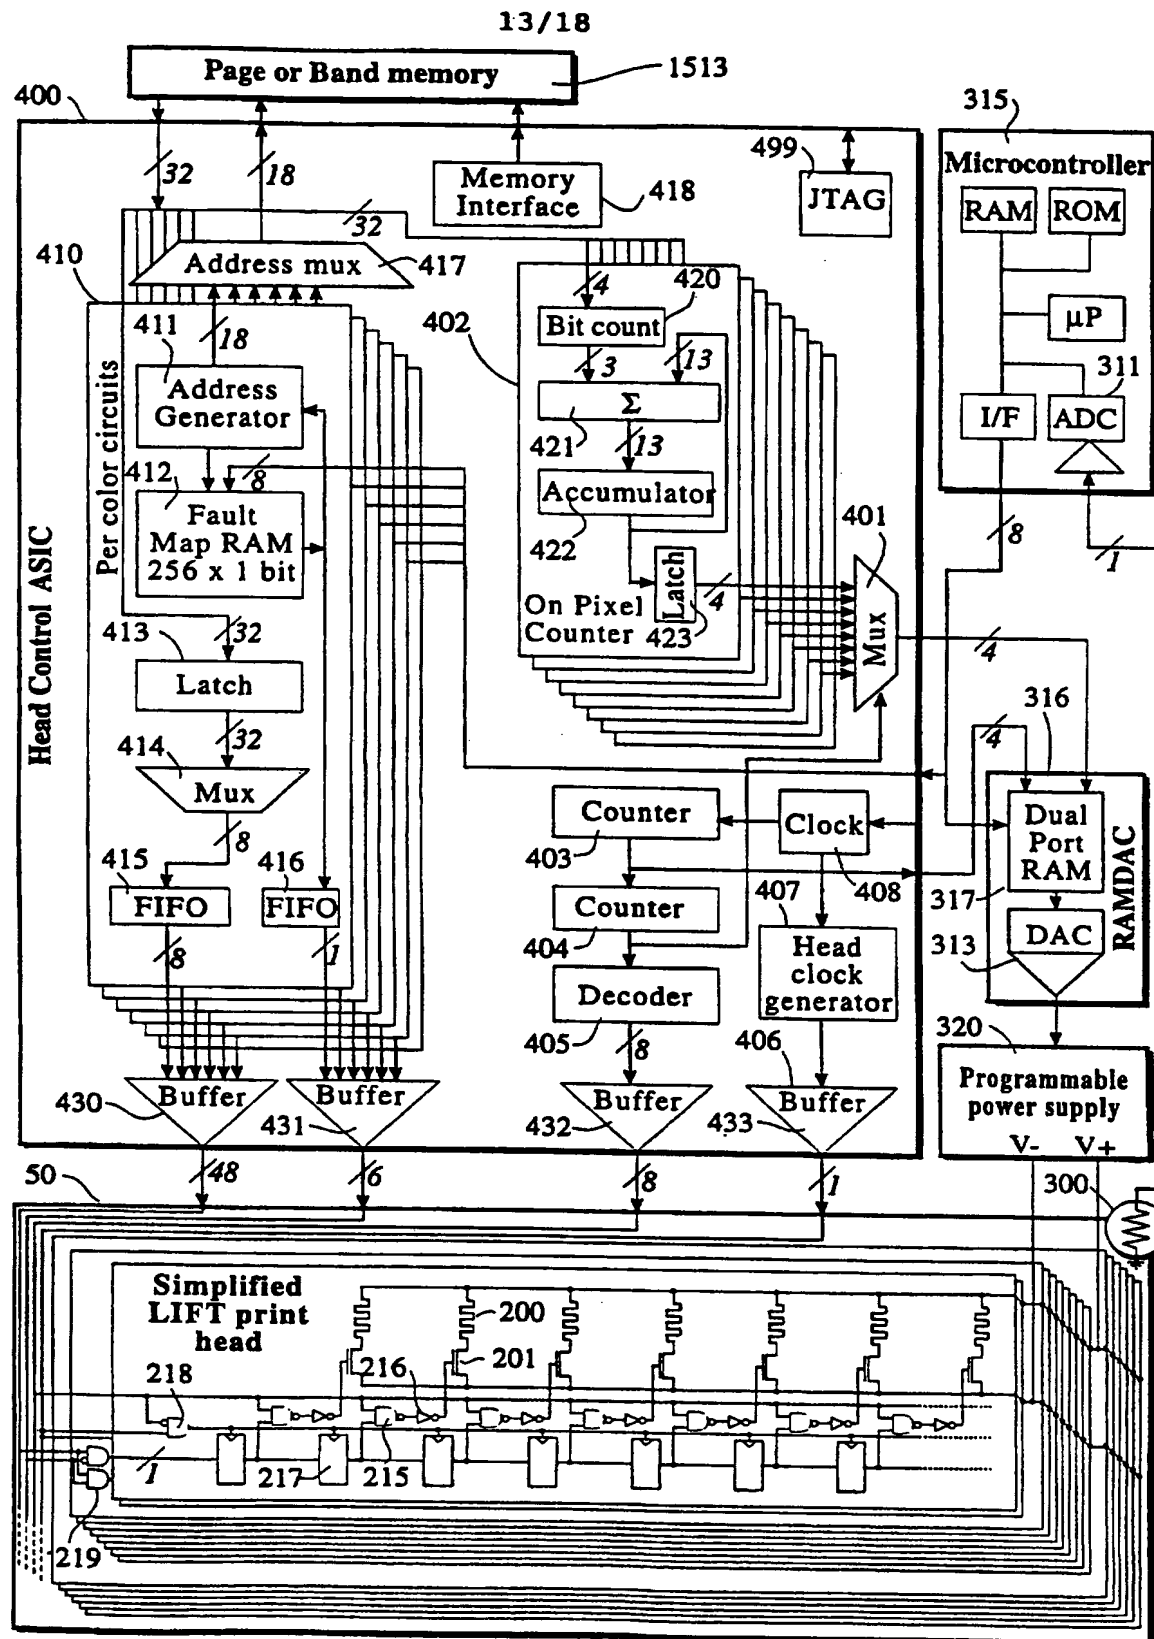 13/18
Page or Band memory
1513
400
315
32
18
Memory
Interface
418
499
JTAG
Microcontroller
RAM
ROM
32
410
Address mux
417
4
420
µP
411
18
402
Bit count
3
13
311
Per color circuits
Address
Generator
Σ
421
13
I/F
ADC
412
8
Fault
Map RAM
256 x 1 bit
Accumulator
422
401
8
1
Latch
4
On Pixel
Counter
423
Mux
4
Head Control ASIC
413
32
Latch
32
316
4
414
Mux
8
Counter
403
Clock
408
Dual
Port
RAM
317
RAMDAC
415
FIFO
416
FIFO
Counter
404
407
DAC
313
8
1
Head
clock
generator
Decoder
405
8
406
320
Programmable
power supply
V-
V+
Buffer
430
Buffer
431
Buffer
432
Buffer
433
48
6
8
1
50
300
Simplified
LIFT print
head
200
201
216
218
1
217
215
219